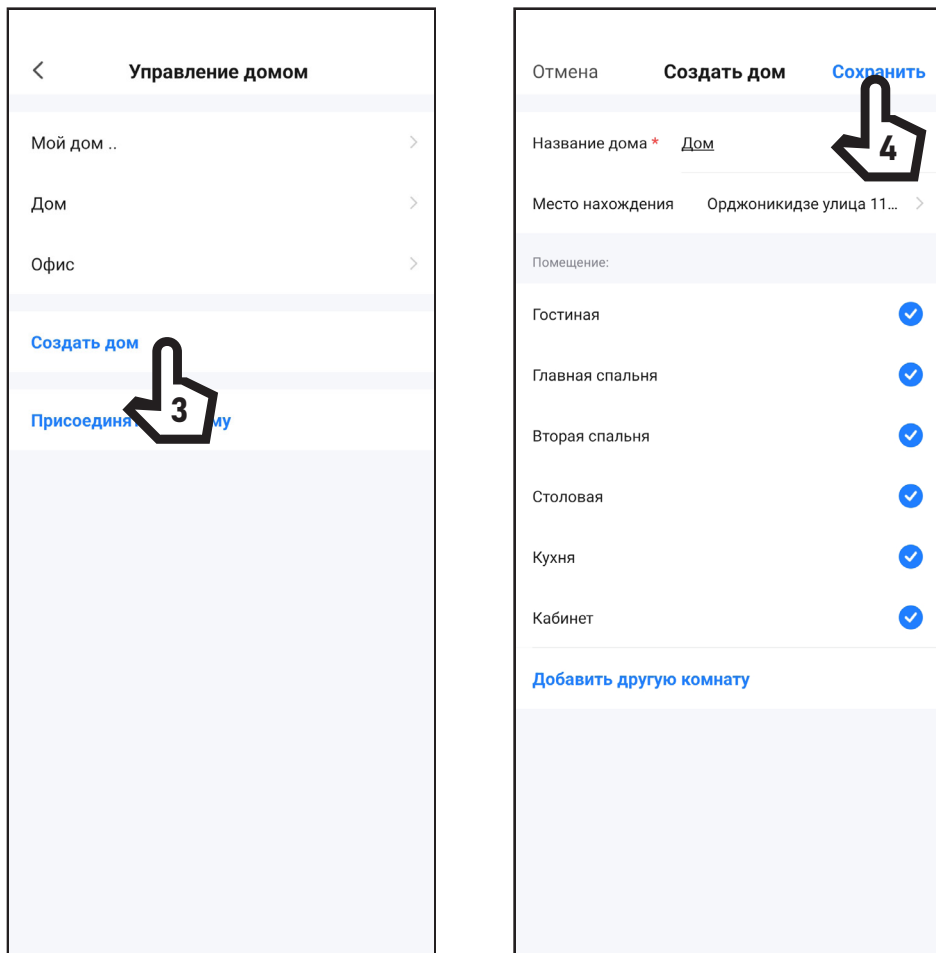 Управление домом
Мой дом ..
Дом
Офис
Создать дом
3
Отмена
Создать дом
Сохранить
4
Название дома * Дом
Место нахождения Орджоникидзе улица 11...
Помещение:
Гостиная
Главная спальня
Вторая спальня
Столовая
Кухня
Кабинет
Добавить другую комнату